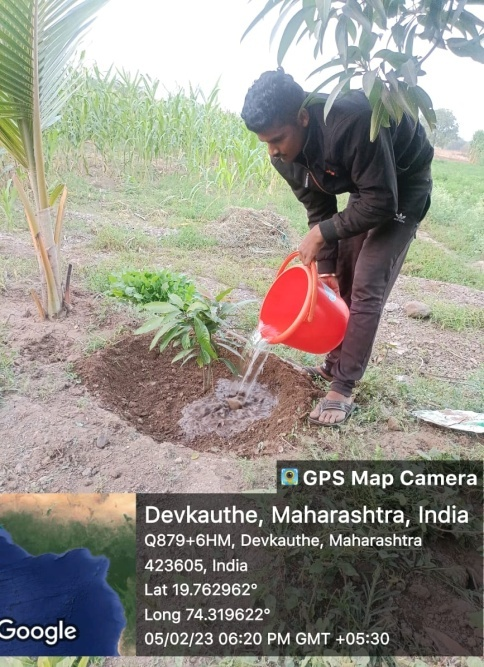 GPS Map Camera
Devkauthe, Maharashtra, India
Q879+6HM, Devkauthe, Maharashtra
423605, India
Lat 19.762962°
Long 74.319622°
05/02/23 06:20 PM GMT +05:30
Google